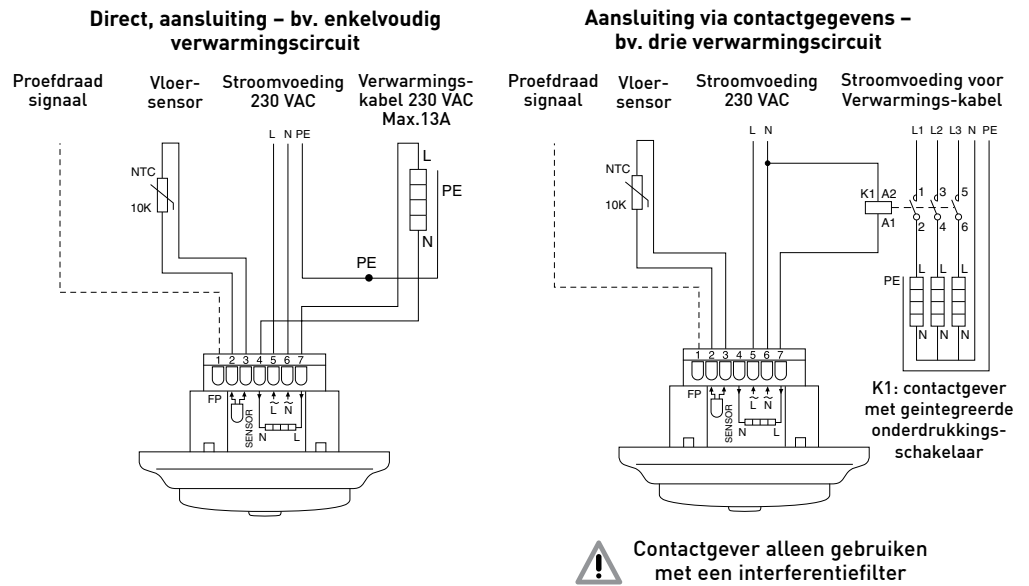 Direct, aansluiting – bv. enkelvoudig
verwarmingscircuit
Proefdraad
signaal
Vloer-
sensor
Stroomvoeding
230 VAC
Verwarmings-
kabel 230 VAC
Max.13A
L N PE
NTC
10K
L
PE
N
PE
1 2 3 4 5 6 7
FP
SENSOR
L N
N L
Aansluiting via contactgegevens –
bv. drie verwarmingscircuit
Proefdraad
signaal
Vloer-
sensor
Stroomvoeding
230 VAC
Stroomvoeding voor
Verwarmings-kabel
L N
L1 L2 L3 N PE
NTC
10K
K1 A2
A1
1 3 5
2 4 6
PE
L L L
N N N
1 2 3 4 5 6 7
FP
SENSOR
~ ~
L N
N L
K1: contactgever
met geintegreerde
onderdrukkings-
schakelaar
Contactgever alleen gebruiken
met een interferentiefilter